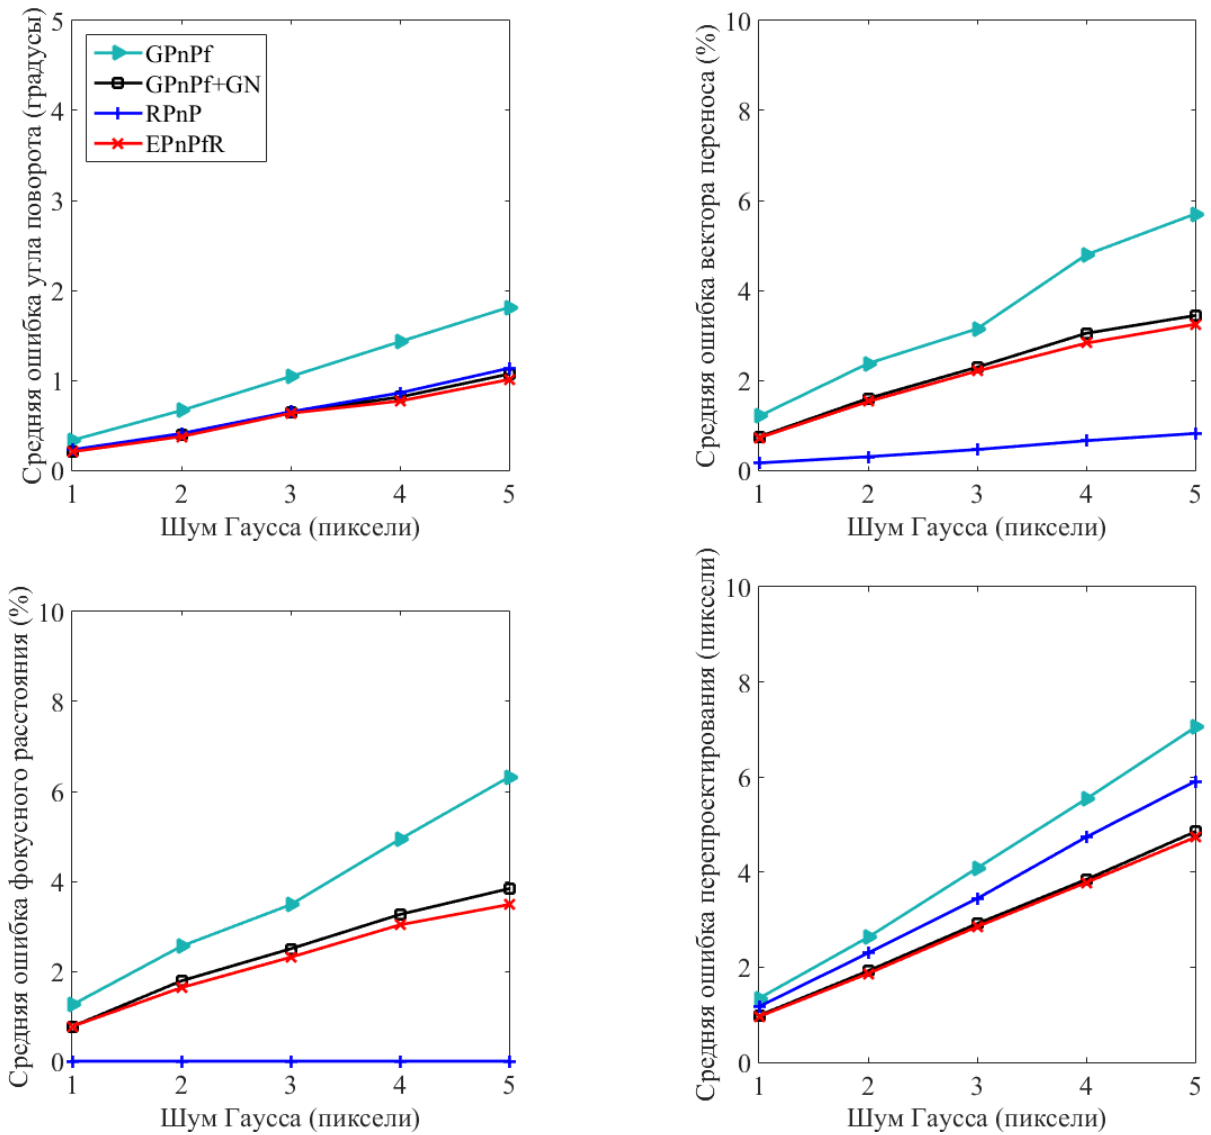 Средняя ошибка угла поворота (градусы)
5
4
3
2
1
0
GPnPf
GPnPf+GN
RPnP
EPnPfR
1 2 3 4 5
Шум Гаусса (пиксели)
Средняя ошибка вектора переноса (%)
10
8
6
4
2
0
1 2 3 4 5
Шум Гаусса (пиксели)
Средняя ошибка фокусного расстояния (%)
10
8
6
4
2
0
1 2 3 4 5
Шум Гаусса (пиксели)
Средняя ошибка перепроектирования (пиксели)
10
8
6
4
2
0
1 2 3 4 5
Шум Гаусса (пиксели)